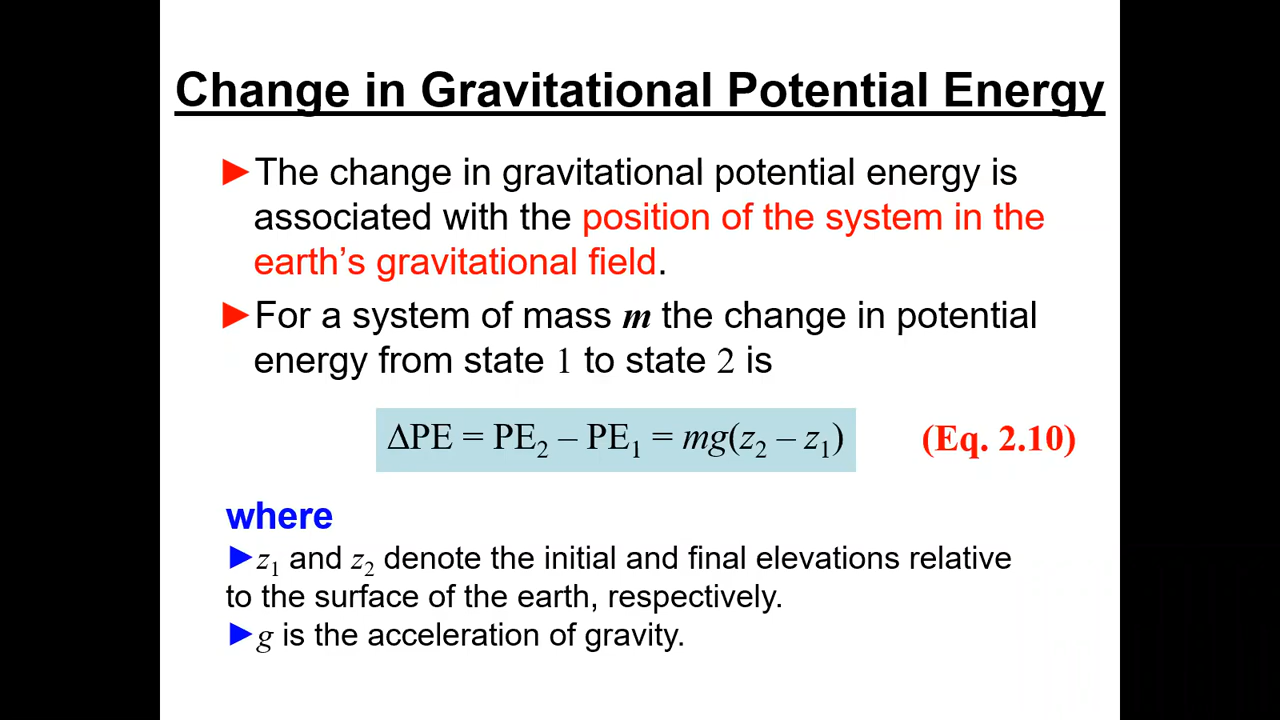 Change in Gravitational Potential Energy
►The change in gravitational potential energy is
associated with the position of the system in the
earth’s gravitational field.
►For a system of mass m the change in potential
energy from state 1 to state 2 is
ΔPE = PE₂ – PE₁ = mg(z₂ – z₁) (Eq. 2.10)
where
►z₁ and z₂ denote the initial and final elevations relative
to the surface of the earth, respectively.
►g is the acceleration of gravity.